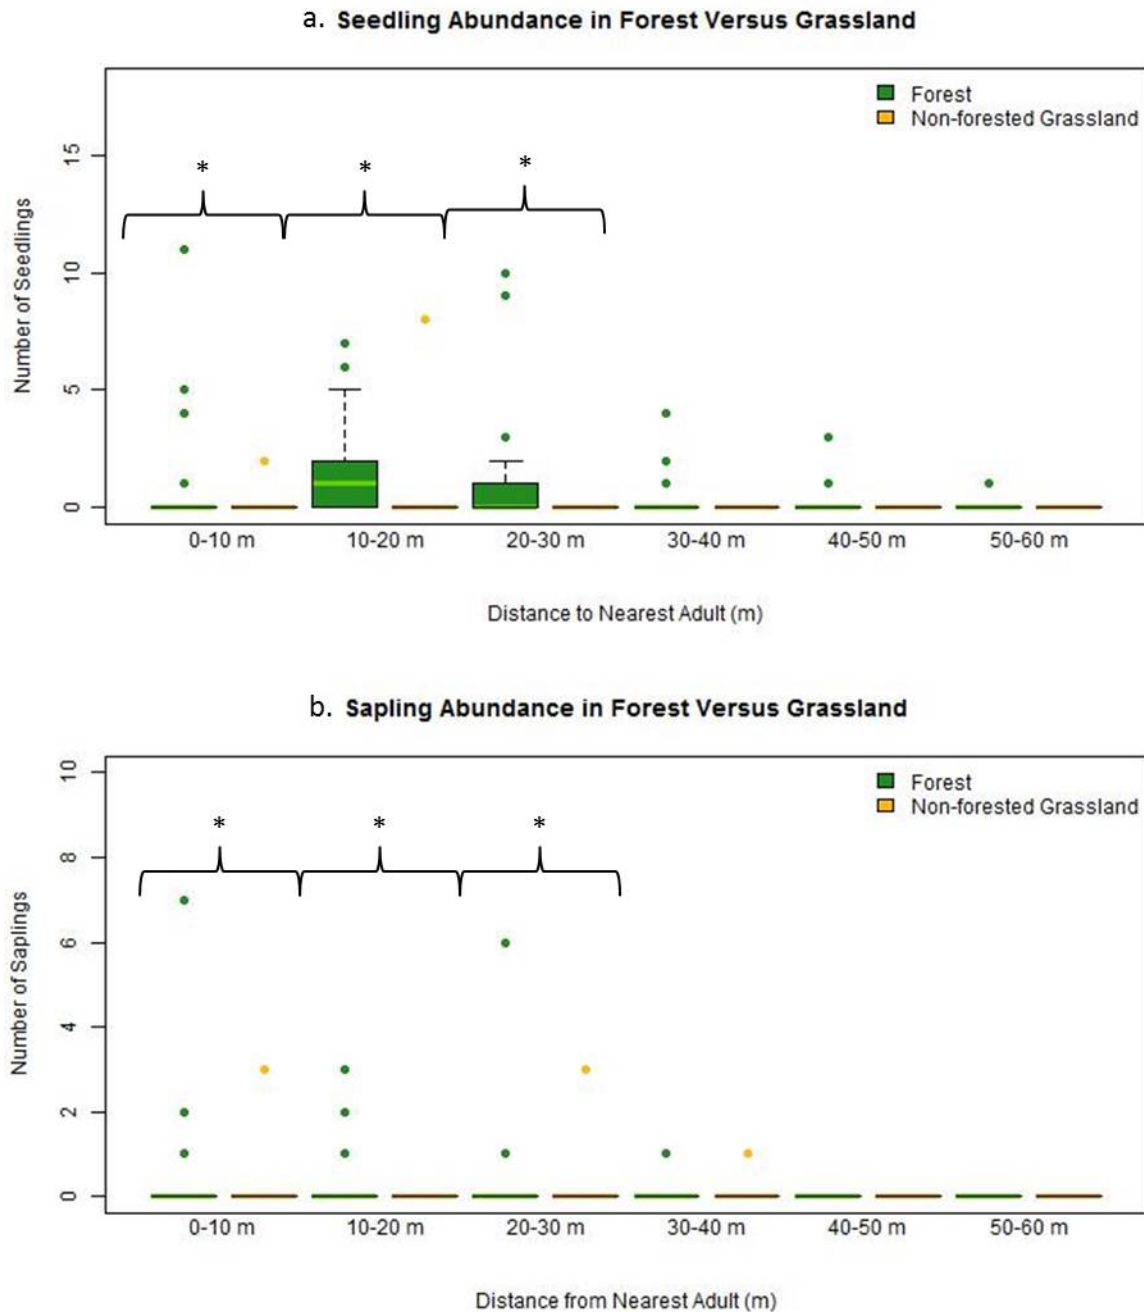 a. Seedling Abundance in Forest Versus Grassland
Forest
Non-forested Grassland
15
10
5
0
Number of Seedlings
* * *
0-10 m 10-20 m 20-30 m 30-40 m 40-50 m 50-60 m
Distance to Nearest Adult (m)
b. Sapling Abundance in Forest Versus Grassland
Forest
Non-forested Grassland
10
8
6
4
2
0
Number of Saplings
* * *
0-10 m 10-20 m 20-30 m 30-40 m 40-50 m 50-60 m
Distance from Nearest Adult (m)